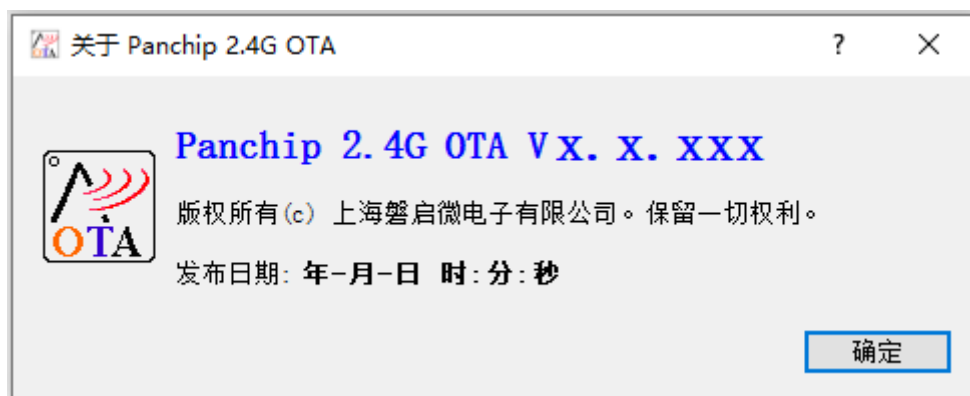 关于 Panchip 2.4G OTA ? ×
Panchip 2.4G OTA V X. X. XXX
版权所有(c) 上海磐启微电子有限公司。保留一切权利。
OTA
发布日期: 年-月-日 时:分:秒
确定